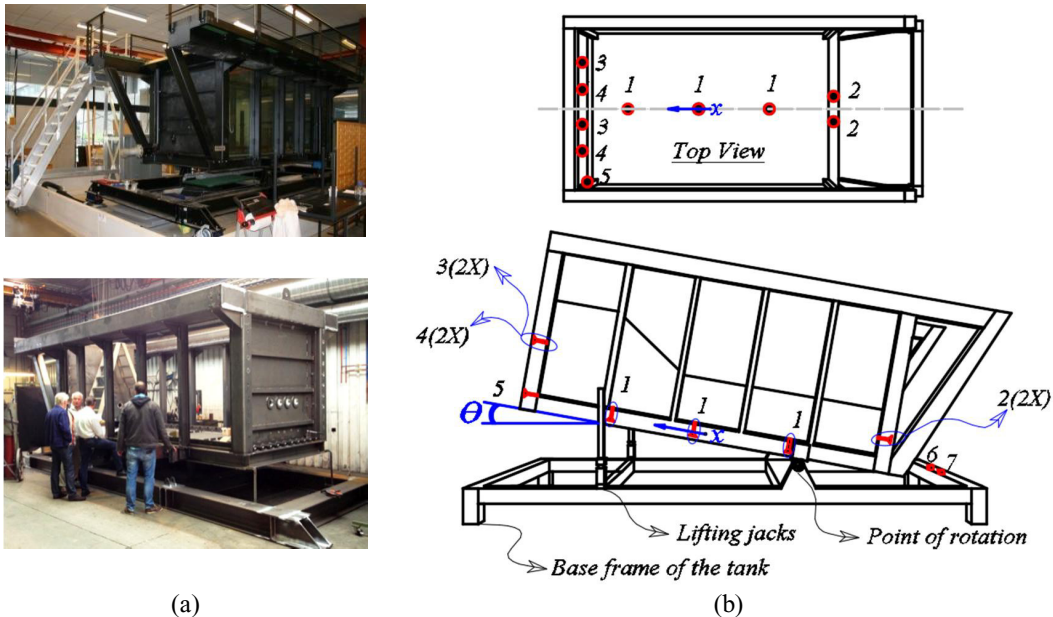 3
4
3
4
5
1
1
1
x
2
2
Top View
3(2X)
4(2X)
5
θ
1
1
x
1
2(2X)
6
7
Lifting jacks
Point of rotation
Base frame of the tank
(a)
(b)